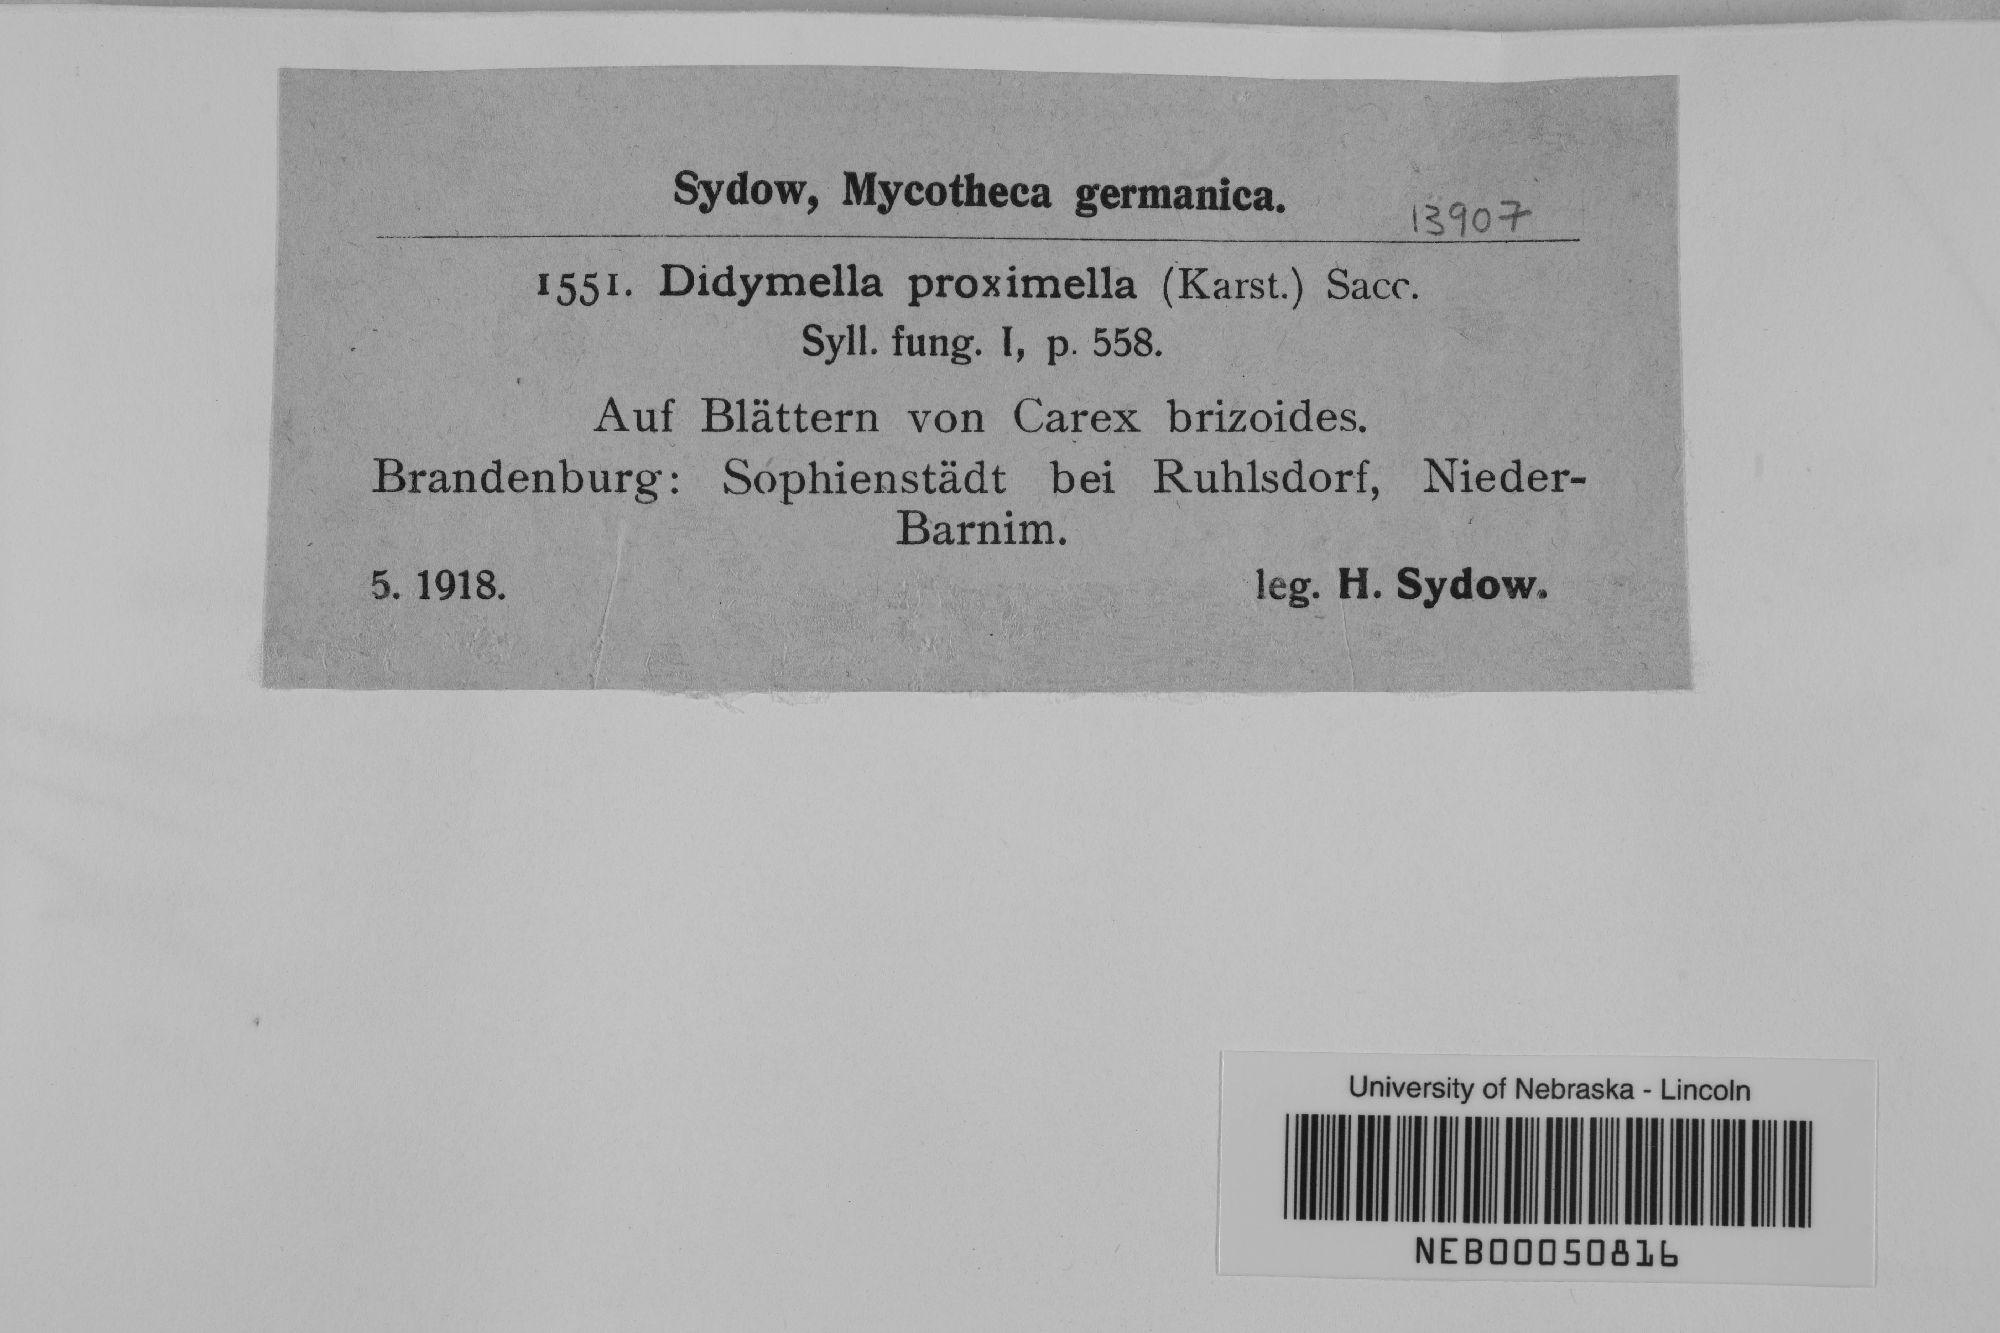 Sydow, Mycotheca germanica.
13907
1551. Didymella proximella (Karst.) Sacc.
Syll. fung. I, p. 558.
Auf Blättern von Carex brizoides.
Brandenburg: Sophienstädt bei Ruhlsdorf, Nieder-
Barnim.
5. 1918. leg. H. Sydow.
University of Nebraska - Lincoln
NEB00050816